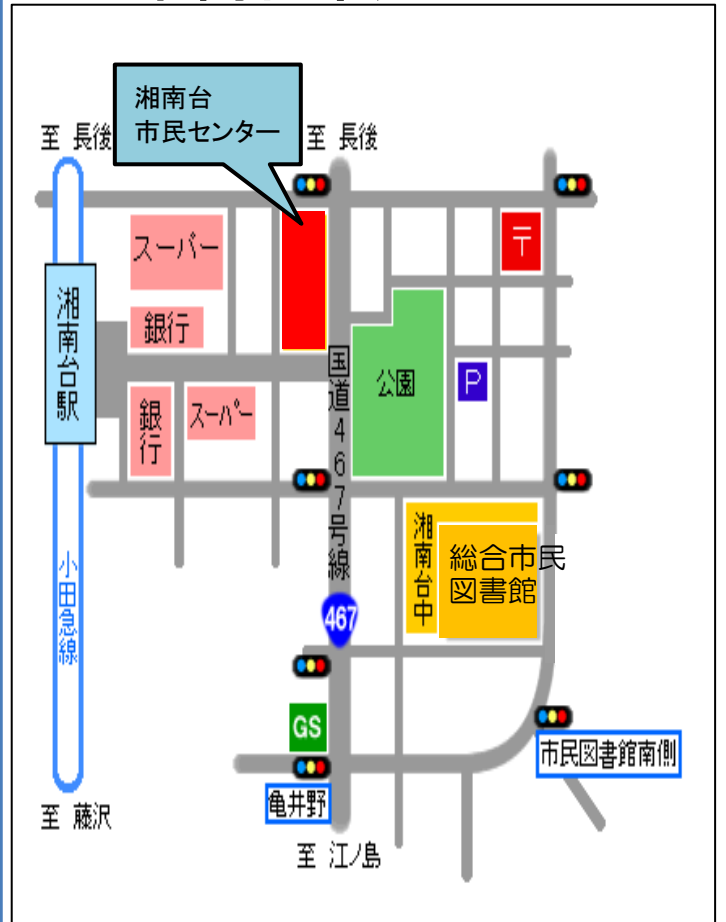 湘南台
市民センター
至 長後
至 長後
スーパー
〒
湘南台駅
銀行
国道467号線
公園
P
銀行
スーパー
湘南台中
総合市民
図書館
小田急線
467
GS
市民図書館南側
亀井野
至 藤沢
至 江ノ島